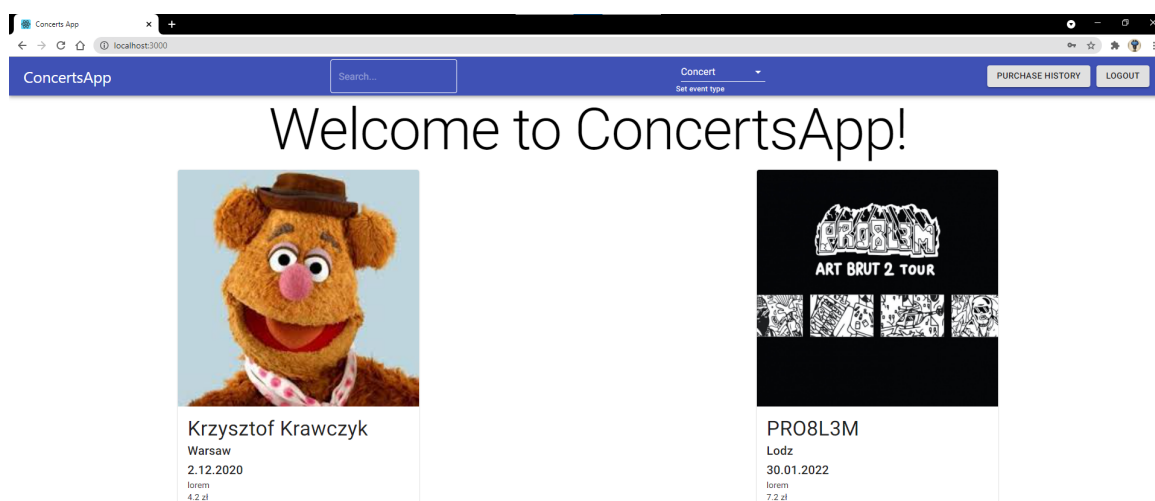 Concerts App
localhost:3000
ConcertsApp
Search...
Concert
Set event type
PURCHASE HISTORY
LOGOUT
Welcome to ConcertsApp!
PRO8L3M
ART BRUT 2 TOUR
Krzysztof Krawczyk
Warsaw
2.12.2020
lorem
4.2 zł
PRO8L3M
Lodz
30.01.2022
lorem
7.2 zł